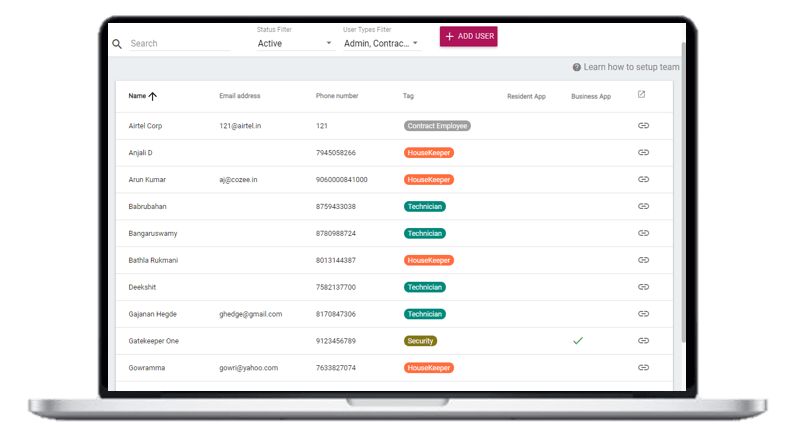 Status Filter
User Types Filter
Search
Active
Admin, Contrac...
+ ADD USER
Learn how to setup team
Name Email address Phone number Tag Resident App Business App
Airtel Corp 121@airtel.in 121 Contract Employee
Anjali D 7945058266 HouseKeeper
Arun Kumar aj@cozee.in 9060000841000 HouseKeeper
Babrubahan 8759433038 Technician
Bangaruswamy 8780988724 Technician
Bathla Rukmani 8013144387 HouseKeeper
Deekshit 7582137700 Technician
Gajanan Hegde ghedge@gmail.com 8170847306 Technician
Gatekeeper One 9123456789 Security
Gowramma gowri@yahoo.com 7633827074 HouseKeeper